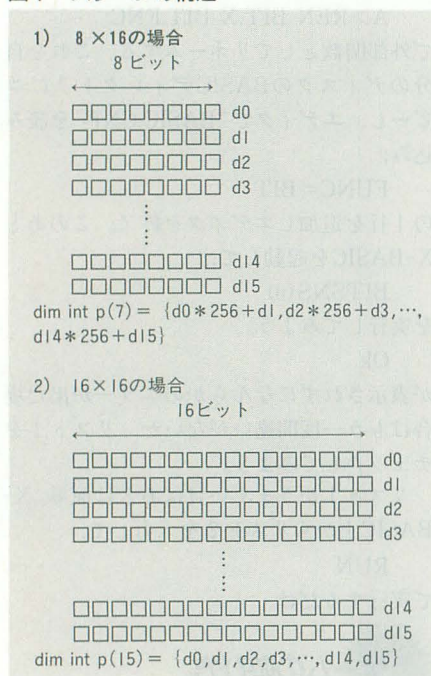 1) 8×16の場合
8ビット
d0
d1
d2
d3
d14
d15
dim int p(7) = {d0*256+d1,d2*256+d3,…,
d14*256+d15}
2) 16×16の場合
16ビット
d0
d1
d2
d3
d14
d15
dim int p(15) = {d0,d1,d2,d3,…,d14,d15}